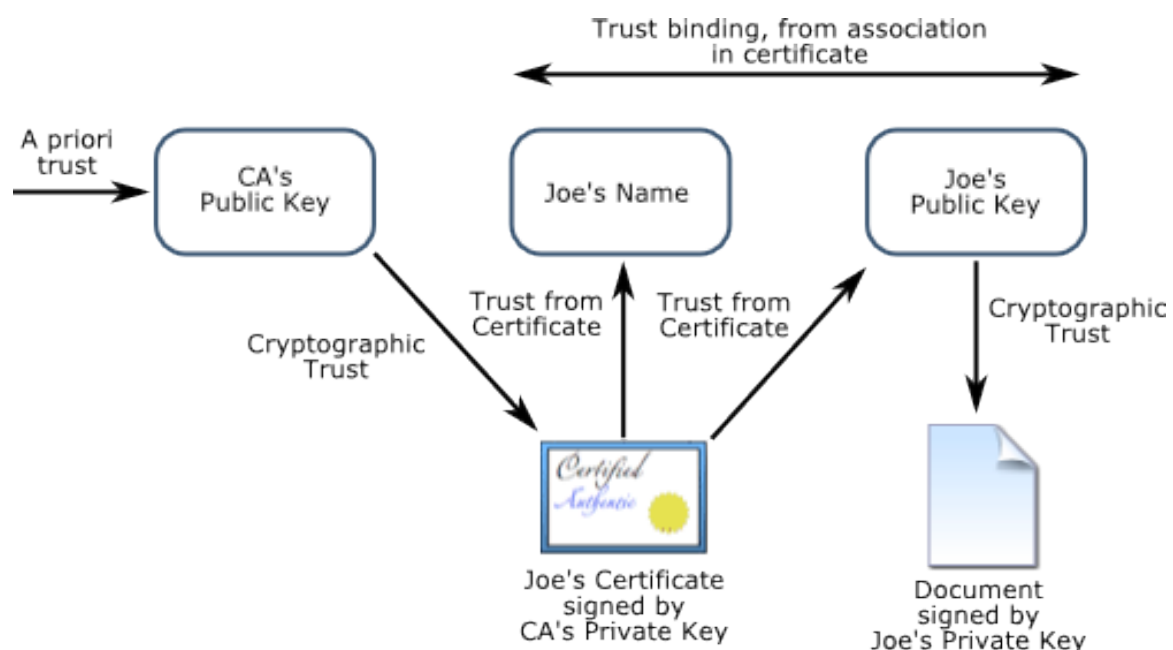 Trust binding, from association
in certificate
A priori
trust
CA's
Public Key
Joe's Name
Joe's
Public Key
Trust from
Certificate
Trust from
Certificate
Cryptographic
Trust
Cryptographic
Trust
Certified
Authentic
Joe's Certificate
signed by
CA's Private Key
Document
signed by
Joe's Private Key